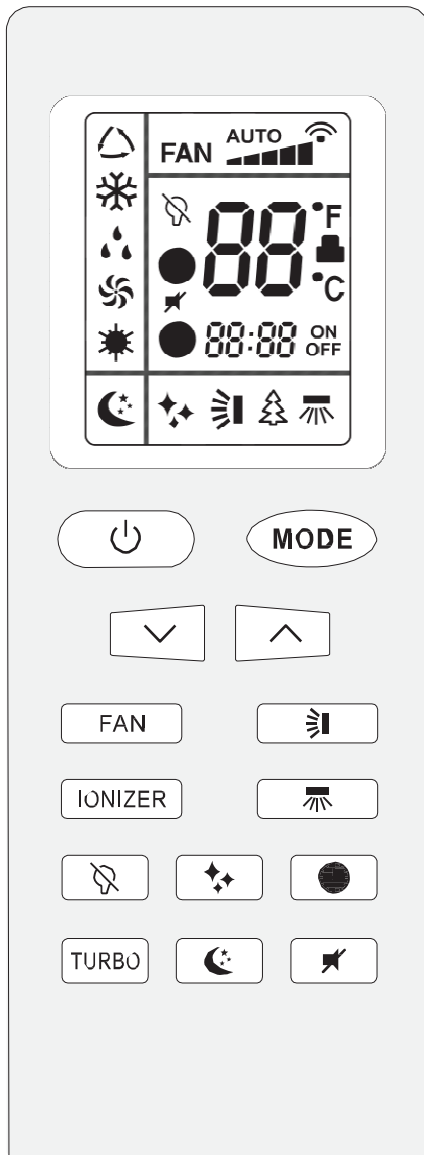 AUTO
FAN
88 °F
°C
88:88 ON
OFF
MODE
FAN
IONIZER
TURBO